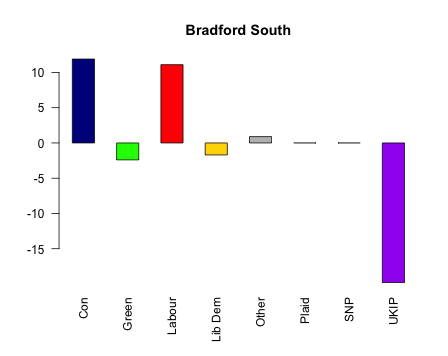 Bradford South
10
5
0
-5
-10
-15
Con
Green
Labour
Lib Dem
Other
Plaid
SNP
UKIP